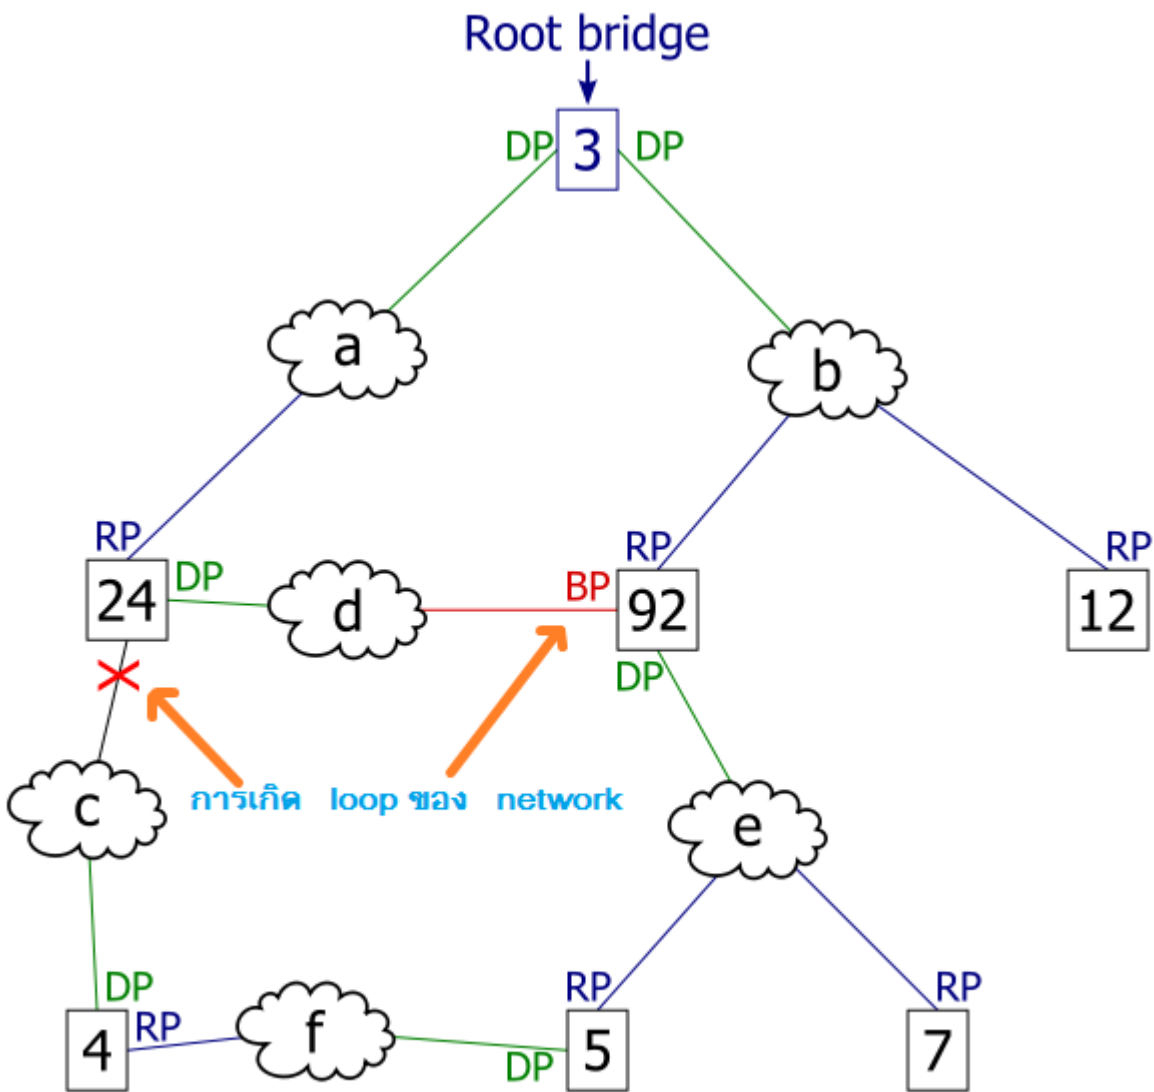 Root bridge
DP 3 DP
a
b
RP
24
DP
d
BP
RP
92
DP
RP
12
การเกิด loop ของ network
c
e
DP
4
RP
f
DP
RP
5
RP
7